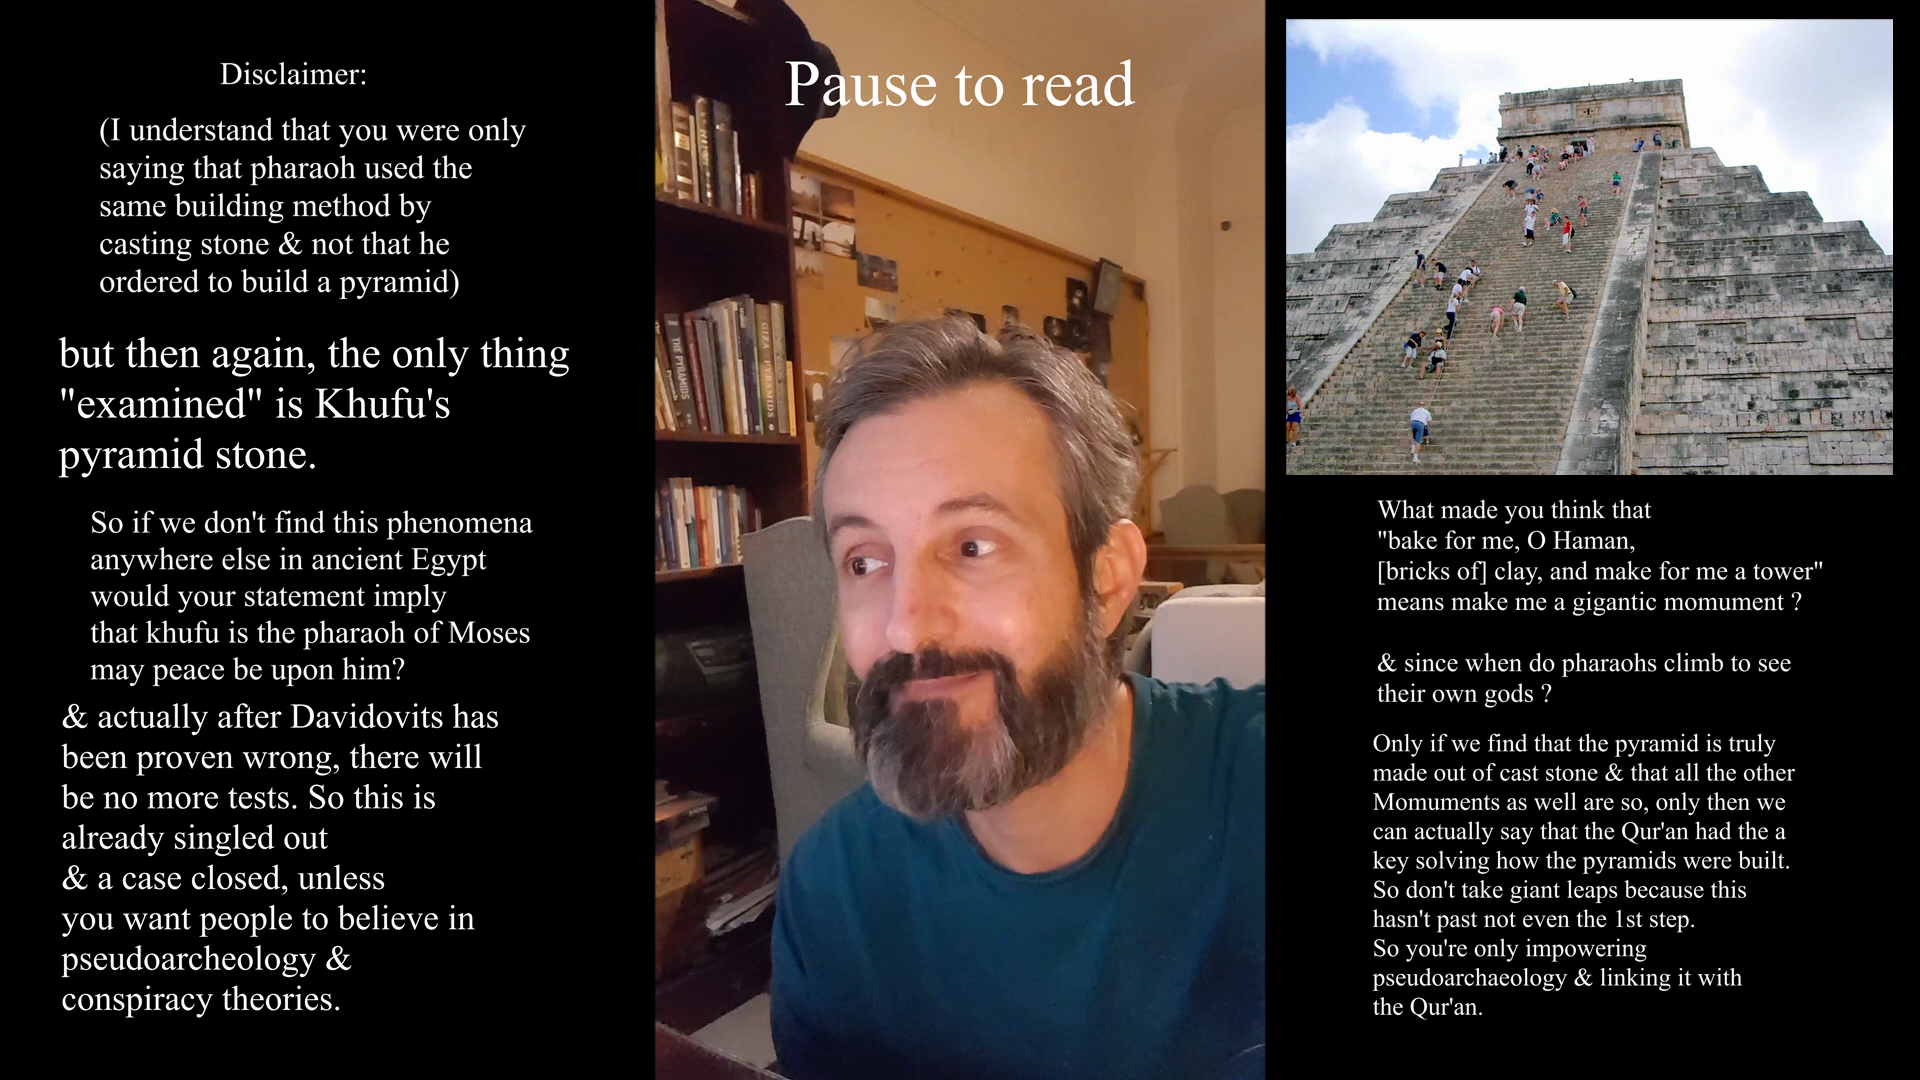 Disclaimer:
(I understand that you were only
saying that pharaoh used the
same building method by
casting stone & not that he
ordered to build a pyramid)
but then again, the only thing
"examined" is Khufu's
pyramid stone.
So if we don't find this phenomena
anywhere else in ancient Egypt
would your statement imply
that khufu is the pharaoh of Moses
may peace be upon him?
& actually after Davidovits has
been proven wrong, there will
be no more tests. So this is
already singled out
& a case closed, unless
you want people to believe in
pseudoarcheology &
conspiracy theories.
Pause to read
THE PYRAMIDS
PYRAMIDS
What made you think that
"bake for me, O Haman,
[bricks of] clay, and make for me a tower"
means make me a gigantic momument ?
& since when do pharaohs climb to see
their own gods ?
Only if we find that the pyramid is truly
made out of cast stone & that all the other
Momuments as well are so, only then we
can actually say that the Qur'an had the a
key solving how the pyramids were built.
So don't take giant leaps because this
hasn't past not even the 1st step.
So you're only impowering
pseudoarchaeology & linking it with
the Qur'an.